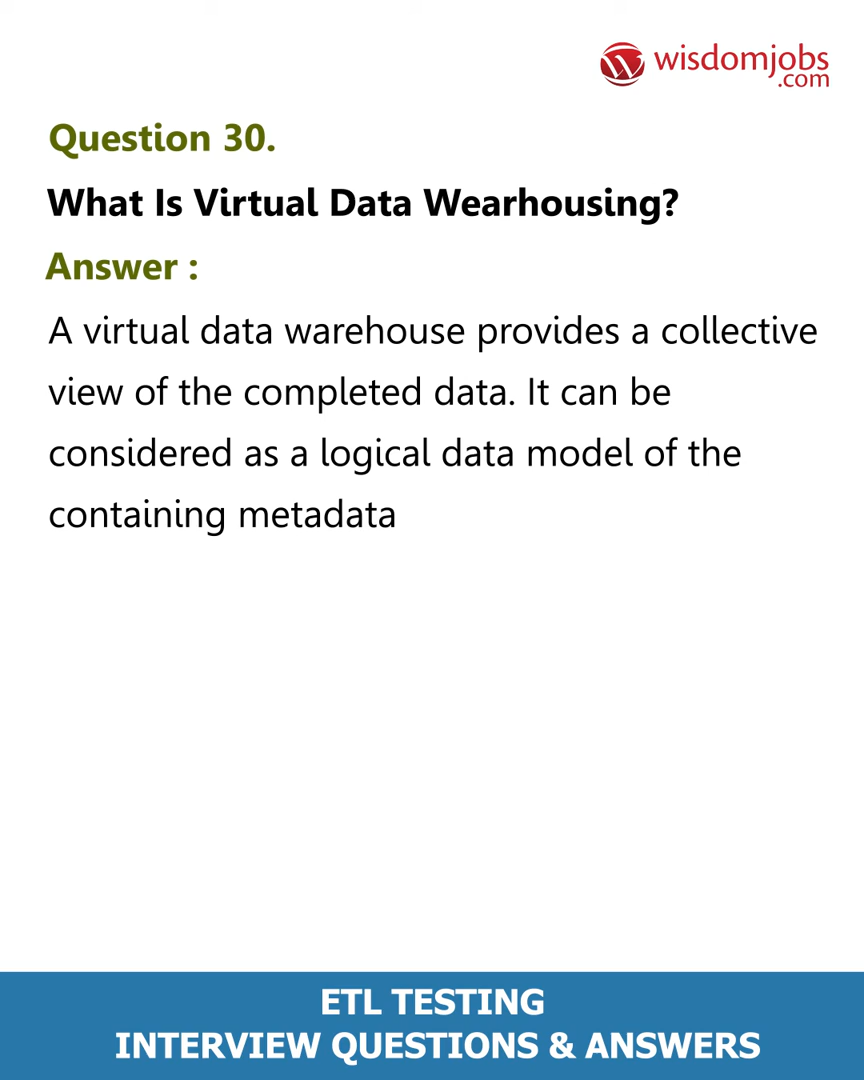 wisdomjobs
.com
Question 30.
What Is Virtual Data Wearhousing?
Answer :
A virtual data warehouse provides a collective
view of the completed data. It can be
considered as a logical data model of the
containing metadata
ETL TESTING
INTERVIEW QUESTIONS & ANSWERS